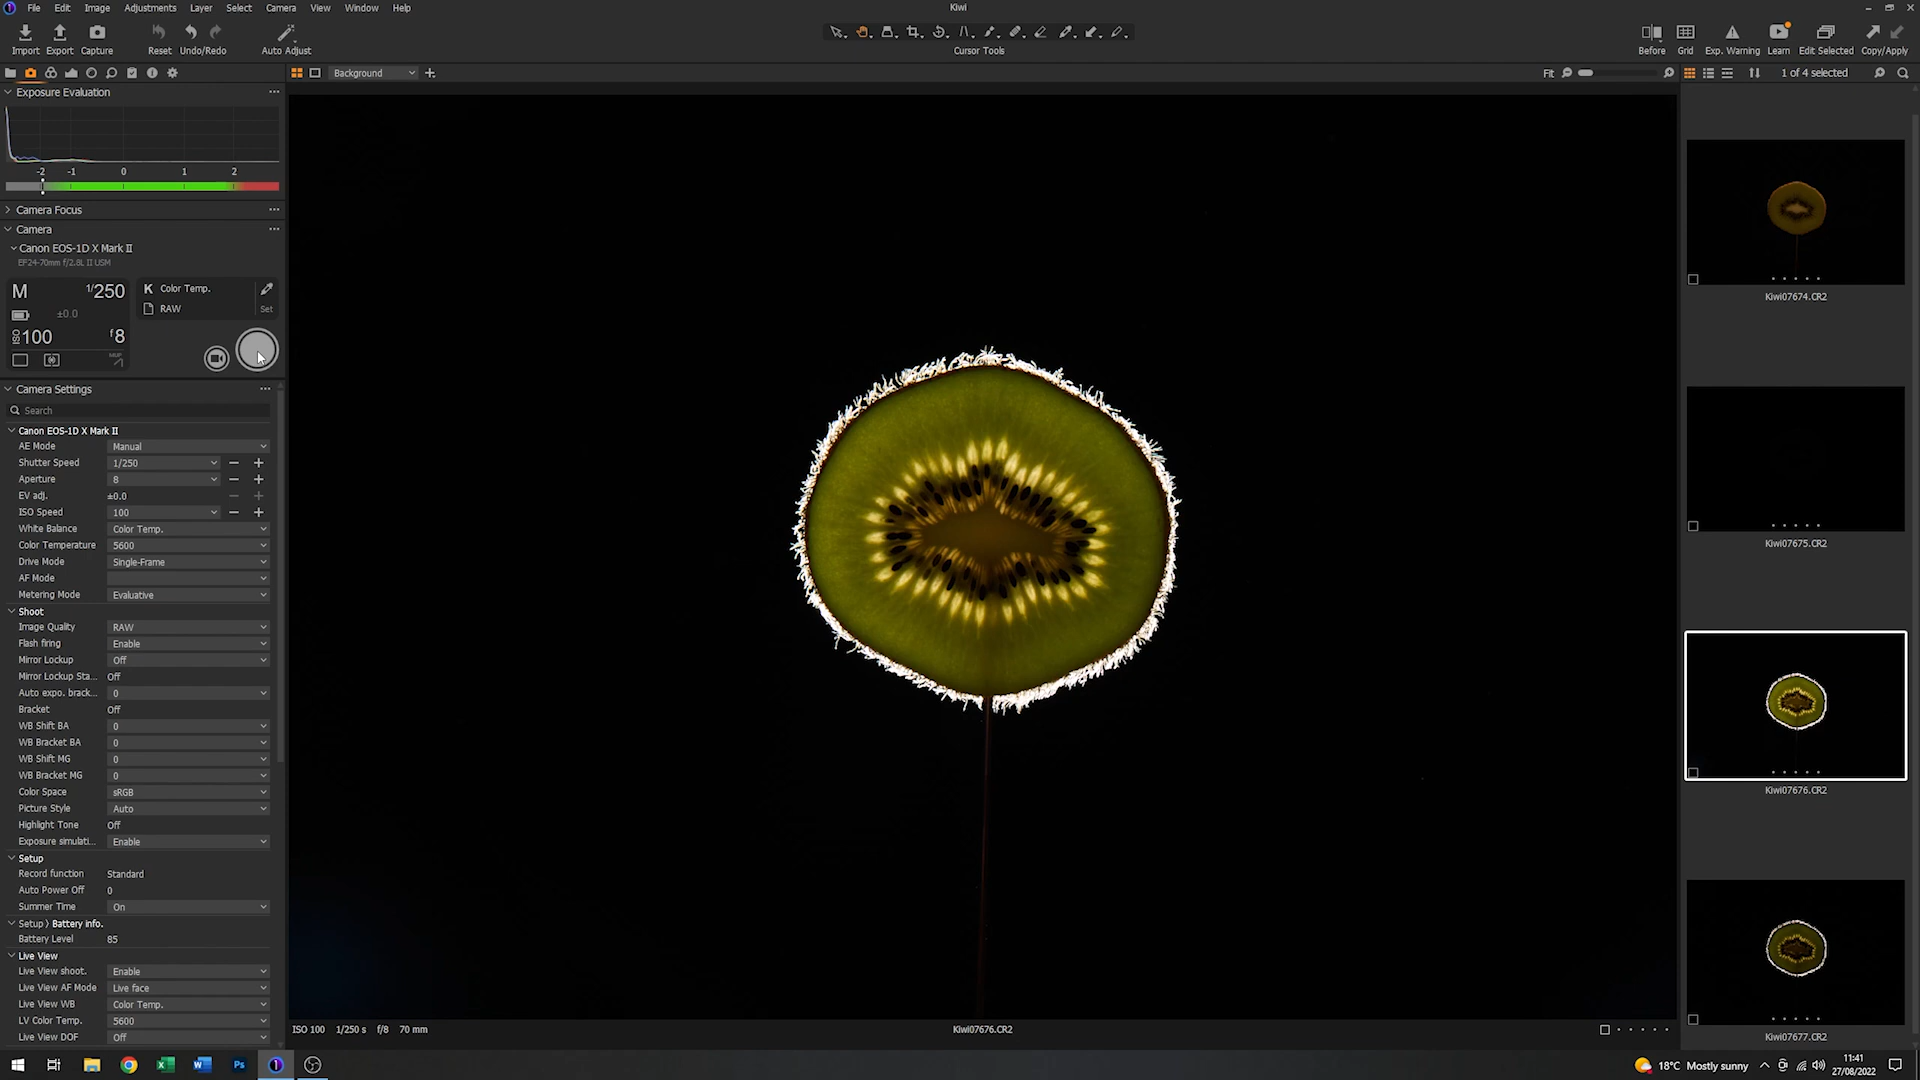 File Edit Image Adjustments Layer Select Camera View Window Help
Kiwi
Import Export Capture Reset Undo/Redo Auto Adjust
Cursor Tools
Before Grid Exp. Warning Learn Edit Selected Copy/Apply
Background
Fit
1 of 4 selected
Exposure Evaluation
-2 -1 0 1 2
Camera Focus
Camera
Canon EOS-1D X Mark II
EF24-70mm f/2.8L II USM
M 1/250
±0.0
ISO 100 f 8
K Color Temp.
RAW
Set
Camera Settings
Search
Canon EOS-1D X Mark II
AE Mode Manual
Shutter Speed 1/250
Aperture 8
EV adj. ±0.0
ISO Speed 100
White Balance Color Temp.
Color Temperature 5600
Drive Mode Single-Frame
AF Mode
Metering Mode Evaluative
Shoot
Image Quality RAW
Flash firing Enable
Mirror Lockup Off
Mirror Lockup Sta... Off
Auto expo. brack... 0
Bracket Off
WB Shift BA 0
WB Bracket BA 0
WB Shift MG 0
WB Bracket MG 0
Color Space sRGB
Picture Style Auto
Highlight Tone Off
Exposure simulati... Enable
Setup
Record function Standard
Auto Power Off 0
Summer Time On
Setup > Battery info.
Battery Level 85
Live View
Live View shoot. Enable
Live View AF Mode Live face
Live View WB Color Temp.
LV Color Temp. 5600
Live View DOF Off
ISO 100 1/250 s f/8 70 mm
Kiwi07676.CR2
Kiwi07674.CR2
Kiwi07675.CR2
Kiwi07676.CR2
Kiwi07677.CR2
18°C Mostly sunny
11:41
27/08/2022